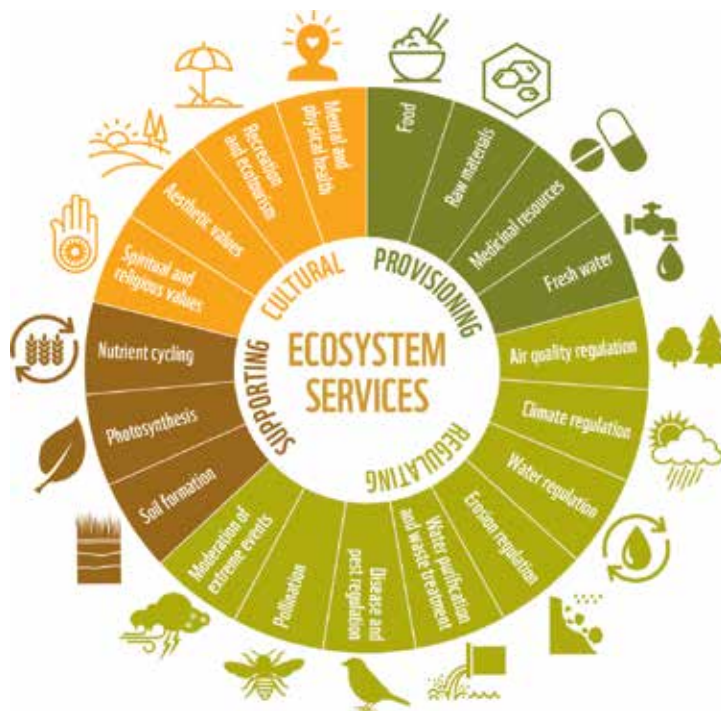 ECOSYSTEM
SERVICES
PROVISIONING
Food
Raw materials
Medicinal resources
Fresh water
REGULATING
Air quality regulation
Climate regulation
Water regulation
Erosion regulation
Water purification
and waste treatment
Disease and
pest regulation
Pollination
Moderation of
extreme events
SUPPORTING
Soil formation
Photosynthesis
Nutrient cycling
CULTURAL
Spiritual and
religious values
Aesthetic values
Recreation
and ecotourism
Mental and
physical health